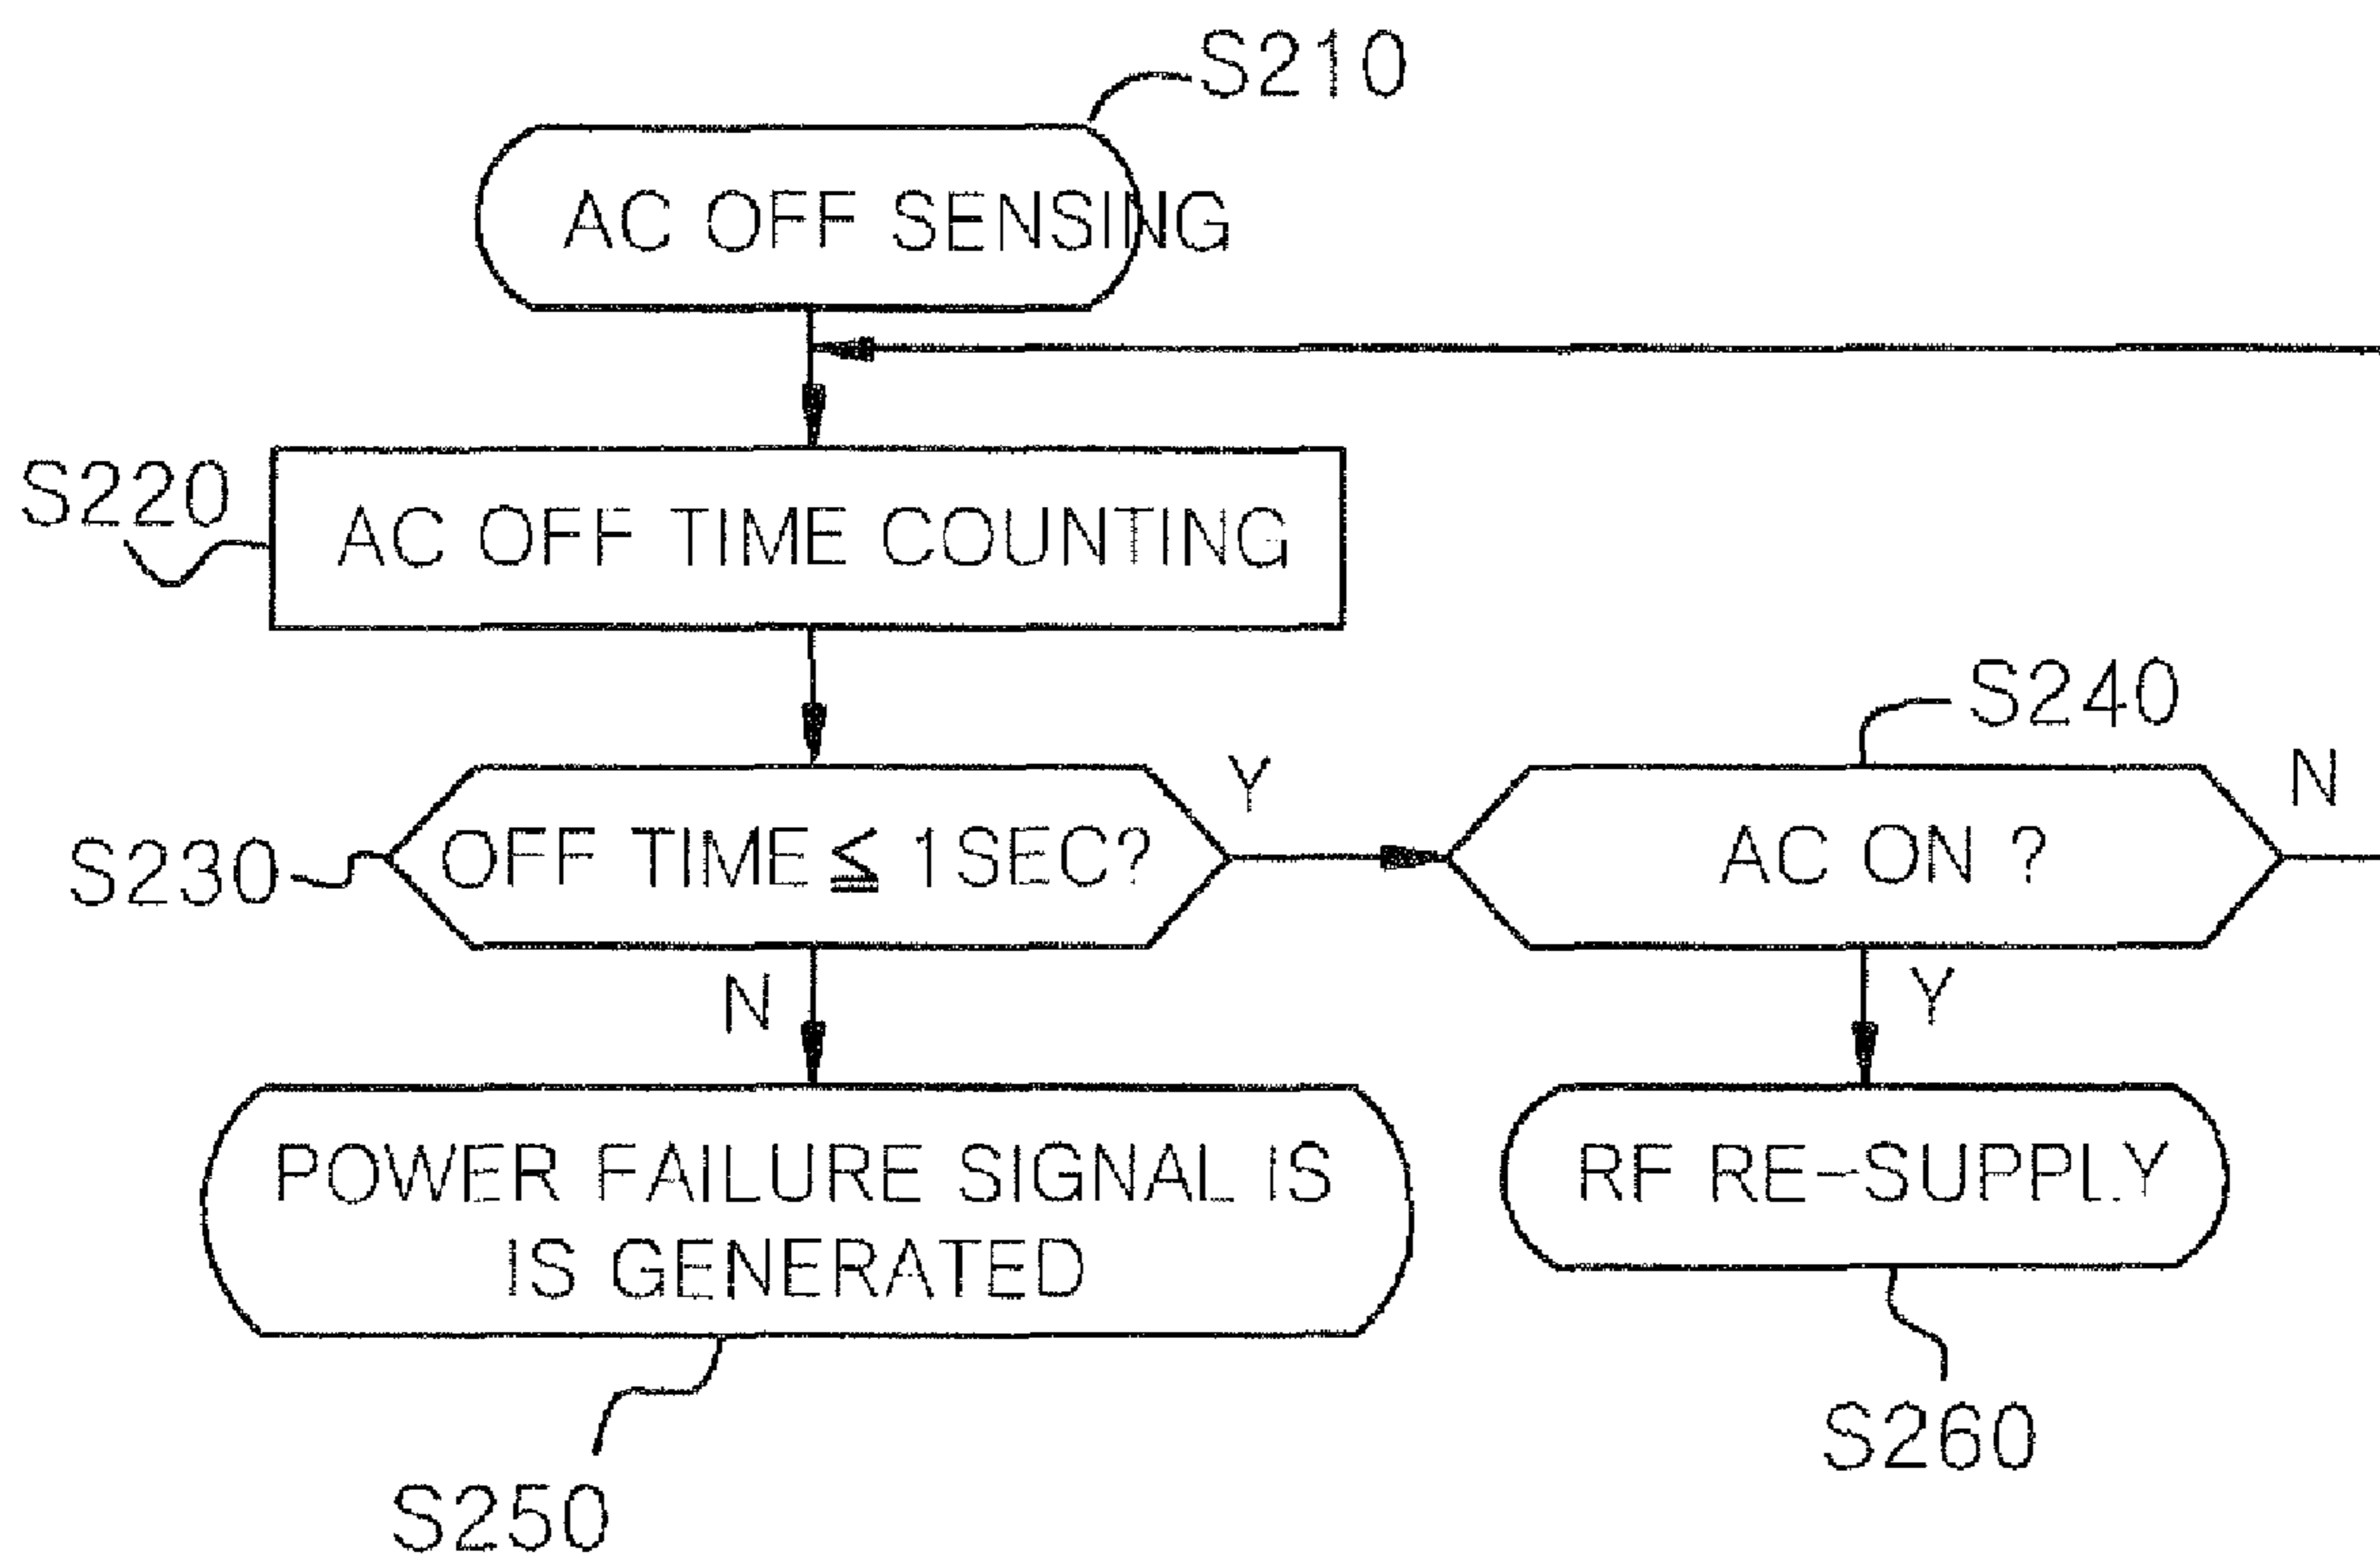 S210
AC OFF SENSING
S220
AC OFF TIME COUNTING
S240
S230
OFF TIME ≦ 1SEC?
Y
AC ON ?
N
N
Y
POWER FAILURE SIGNAL IS
IS GENERATED
RF RE-SUPPLY
S260
S250